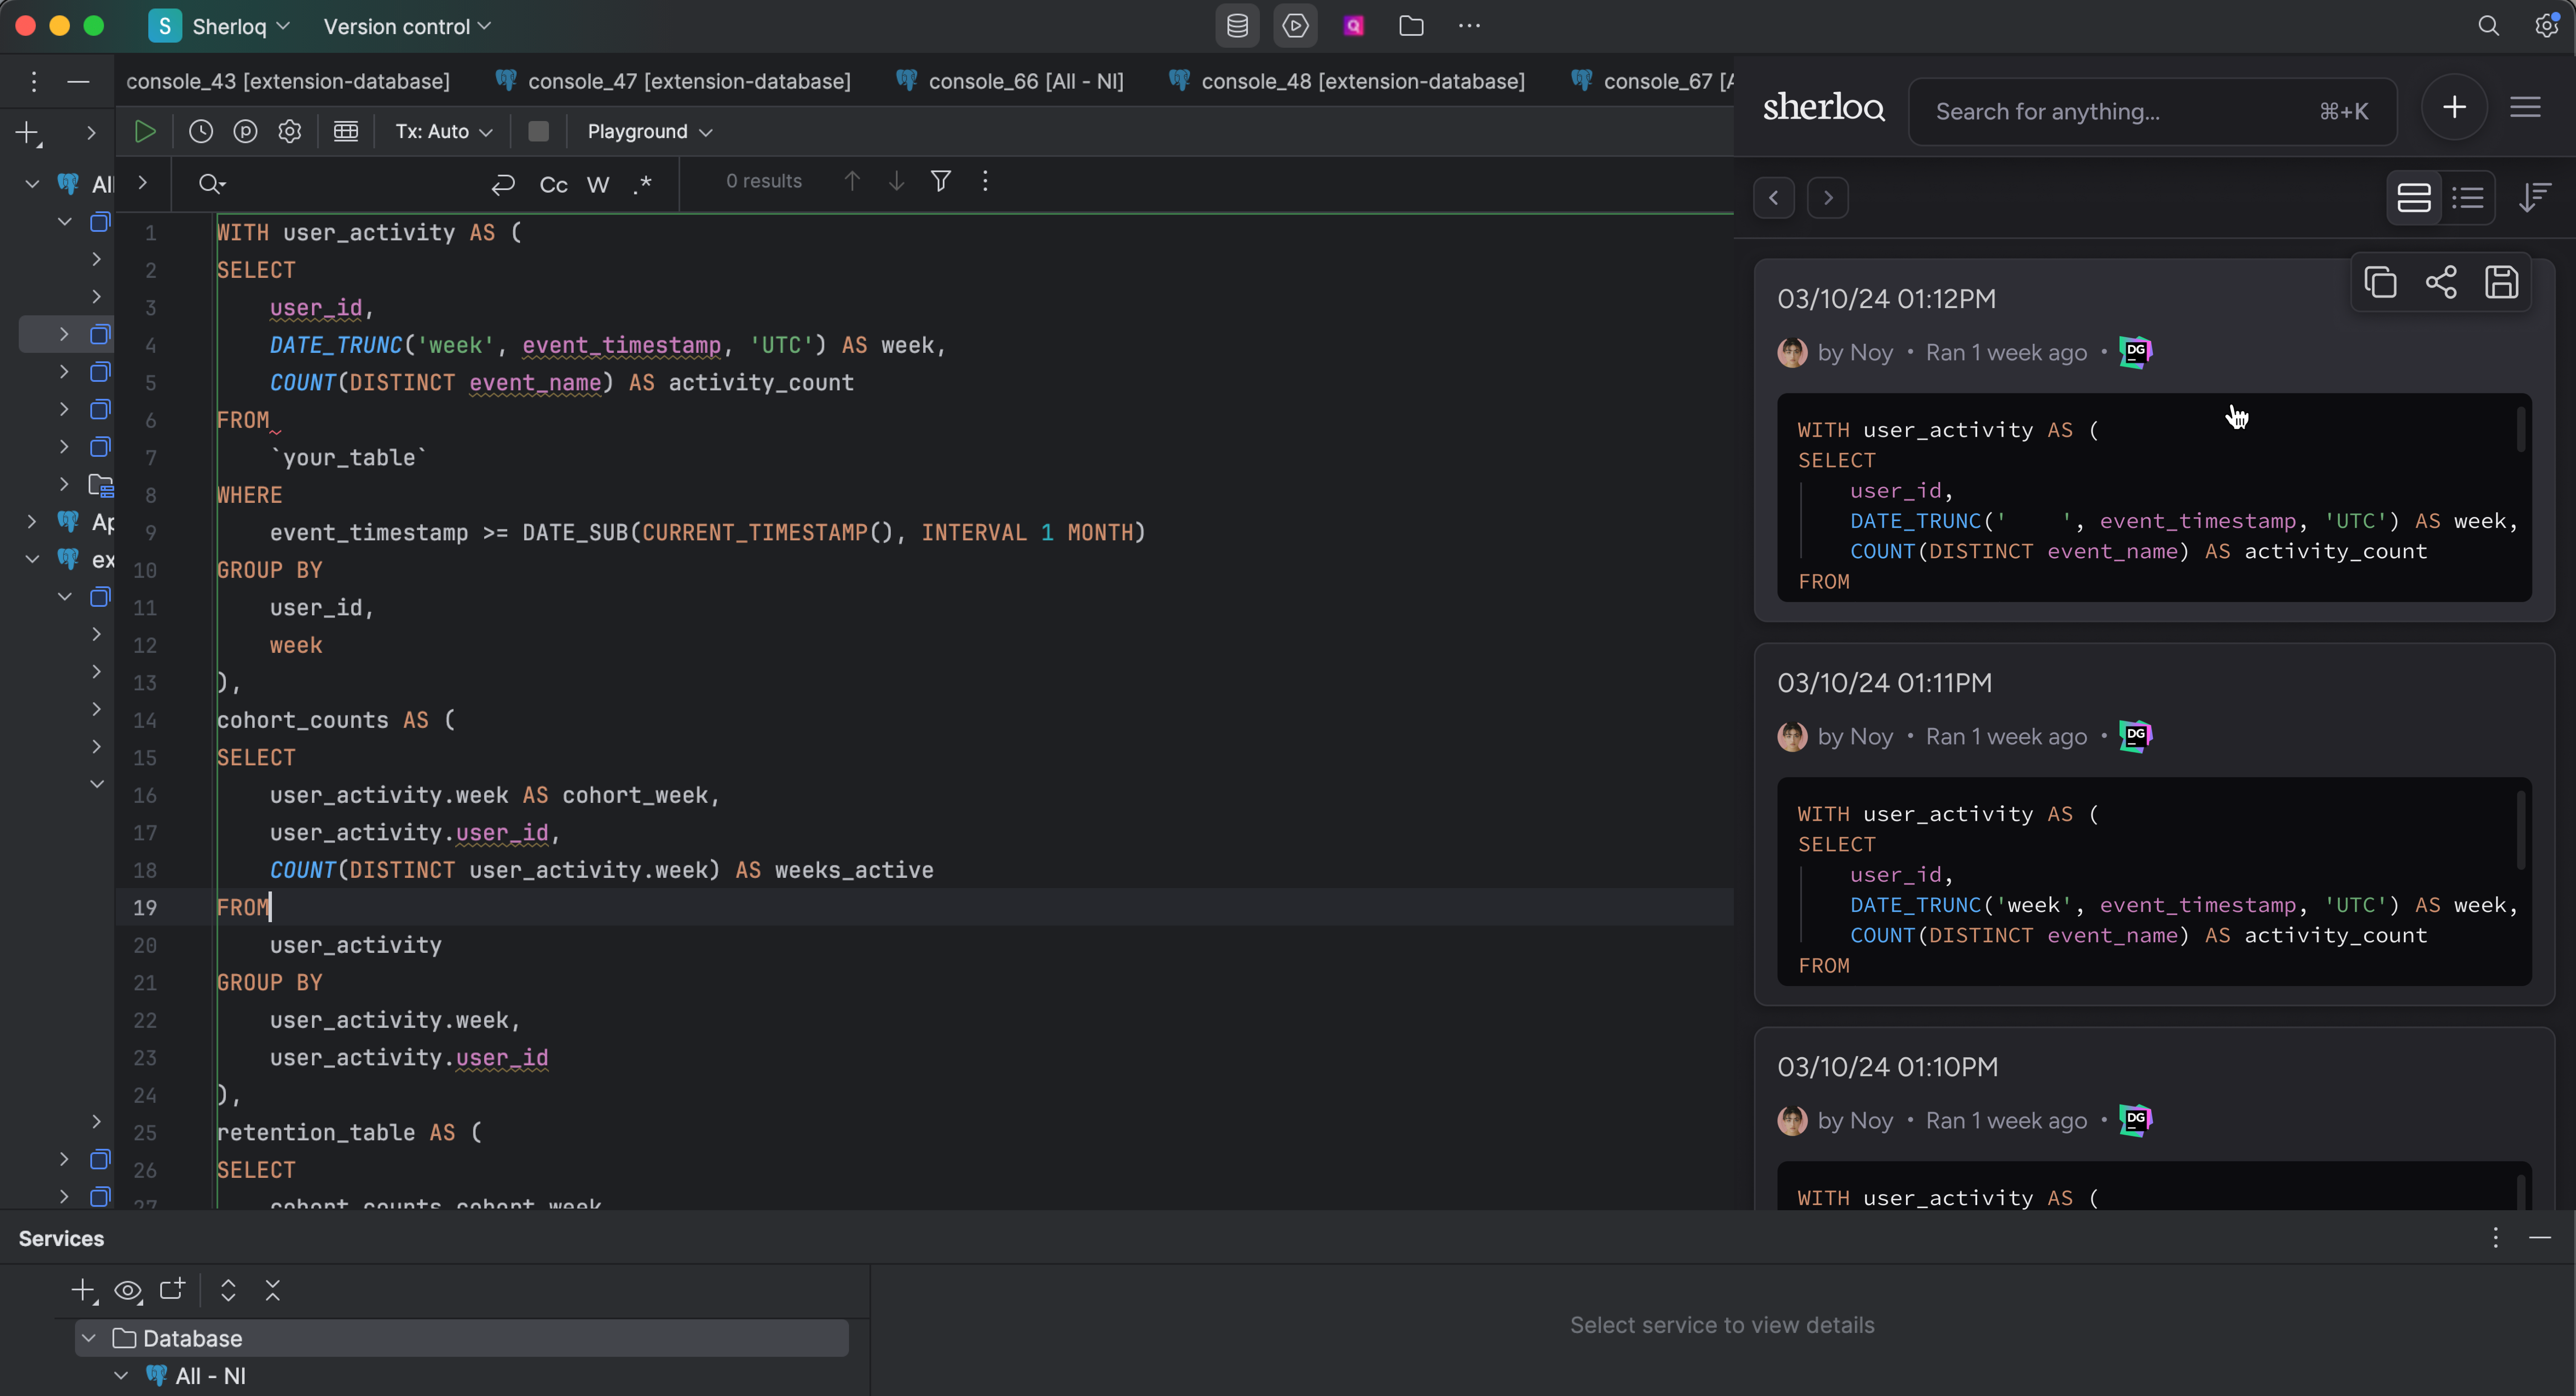 S Sherloq Version control
console_43 [extension-database] console_47 [extension-database] console_66 [All - NI] console_48 [extension-database] console_67 [A
Tx: Auto Playground
Cc W .* 0 results
All
Ap
ex
1 WITH user_activity AS (
2 SELECT
3 user_id,
4 DATE_TRUNC('week', event_timestamp, 'UTC') AS week,
5 COUNT(DISTINCT event_name) AS activity_count
6 FROM
7 `your_table`
8 WHERE
9 event_timestamp >= DATE_SUB(CURRENT_TIMESTAMP(), INTERVAL 1 MONTH)
10 GROUP BY
11 user_id,
12 week
13 ),
14 cohort_counts AS (
15 SELECT
16 user_activity.week AS cohort_week,
17 user_activity.user_id,
18 COUNT(DISTINCT user_activity.week) AS weeks_active
19 FROM
20 user_activity
21 GROUP BY
22 user_activity.week,
23 user_activity.user_id
24 ),
25 retention_table AS (
26 SELECT
27 cohort_counts.cohort_week
sherloq Search for anything... ⌘+K
03/10/24 01:12PM
by Noy • Ran 1 week ago • DG
WITH user_activity AS (
SELECT
user_id,
DATE_TRUNC(' ', event_timestamp, 'UTC') AS week,
COUNT(DISTINCT event_name) AS activity_count
FROM
03/10/24 01:11PM
by Noy • Ran 1 week ago • DG
WITH user_activity AS (
SELECT
user_id,
DATE_TRUNC('week', event_timestamp, 'UTC') AS week,
COUNT(DISTINCT event_name) AS activity_count
FROM
03/10/24 01:10PM
by Noy • Ran 1 week ago • DG
WITH user_activity AS (
Services
Database
All - NI
Select service to view details